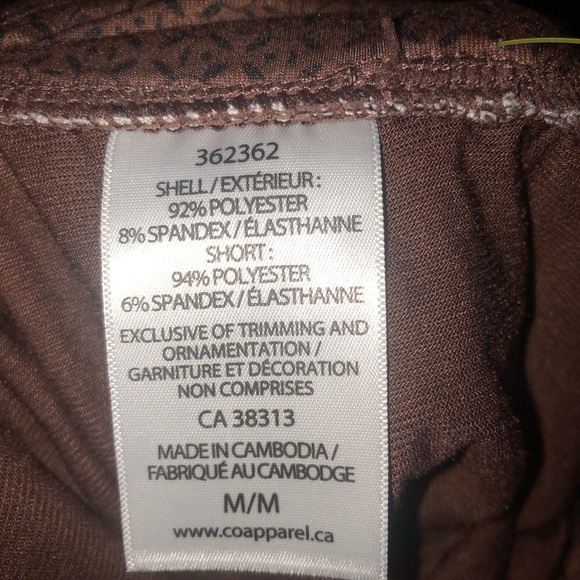 362362
SHELL/EXTÉRIEUR:
92% POLYESTER
8% SPANDEX/ÉLASTHANNE
SHORT:
94% POLYESTER
6% SPANDEX/ÉLASTHANNE
EXCLUSIVE OF TRIMMING AND
ORNAMENTATION/
GARNITURE ET DÉCORATION
NON COMPRISES
CA 38313
MADE IN CAMBODIA/
FABRIQUÉ AU CAMBODGE
M/M
www.coapparel.ca